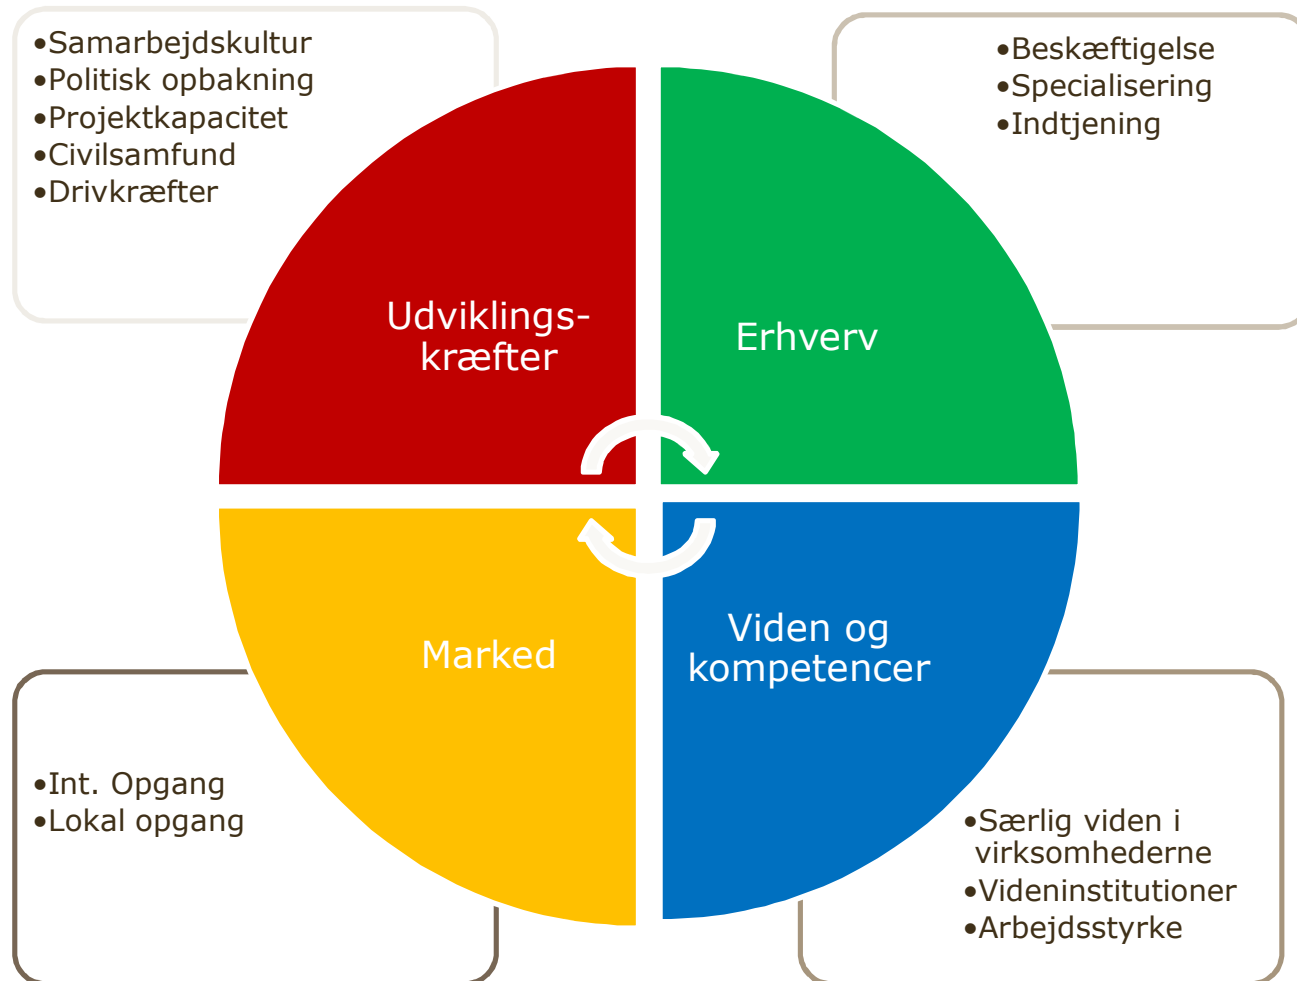 •Samarbejdskultur
•Politisk opbakning
•Projektkapacitet
•Civilsamfund
•Drivkræfter
•Beskæftigelse
•Specialisering
•Indtjening
Udviklings-
kræfter
Erhverv
Marked
Viden og
kompetencer
•Int. Opgang
•Lokal opgang
•Særlig viden i
virksomhederne
•Videninstitutioner
•Arbejdsstyrke